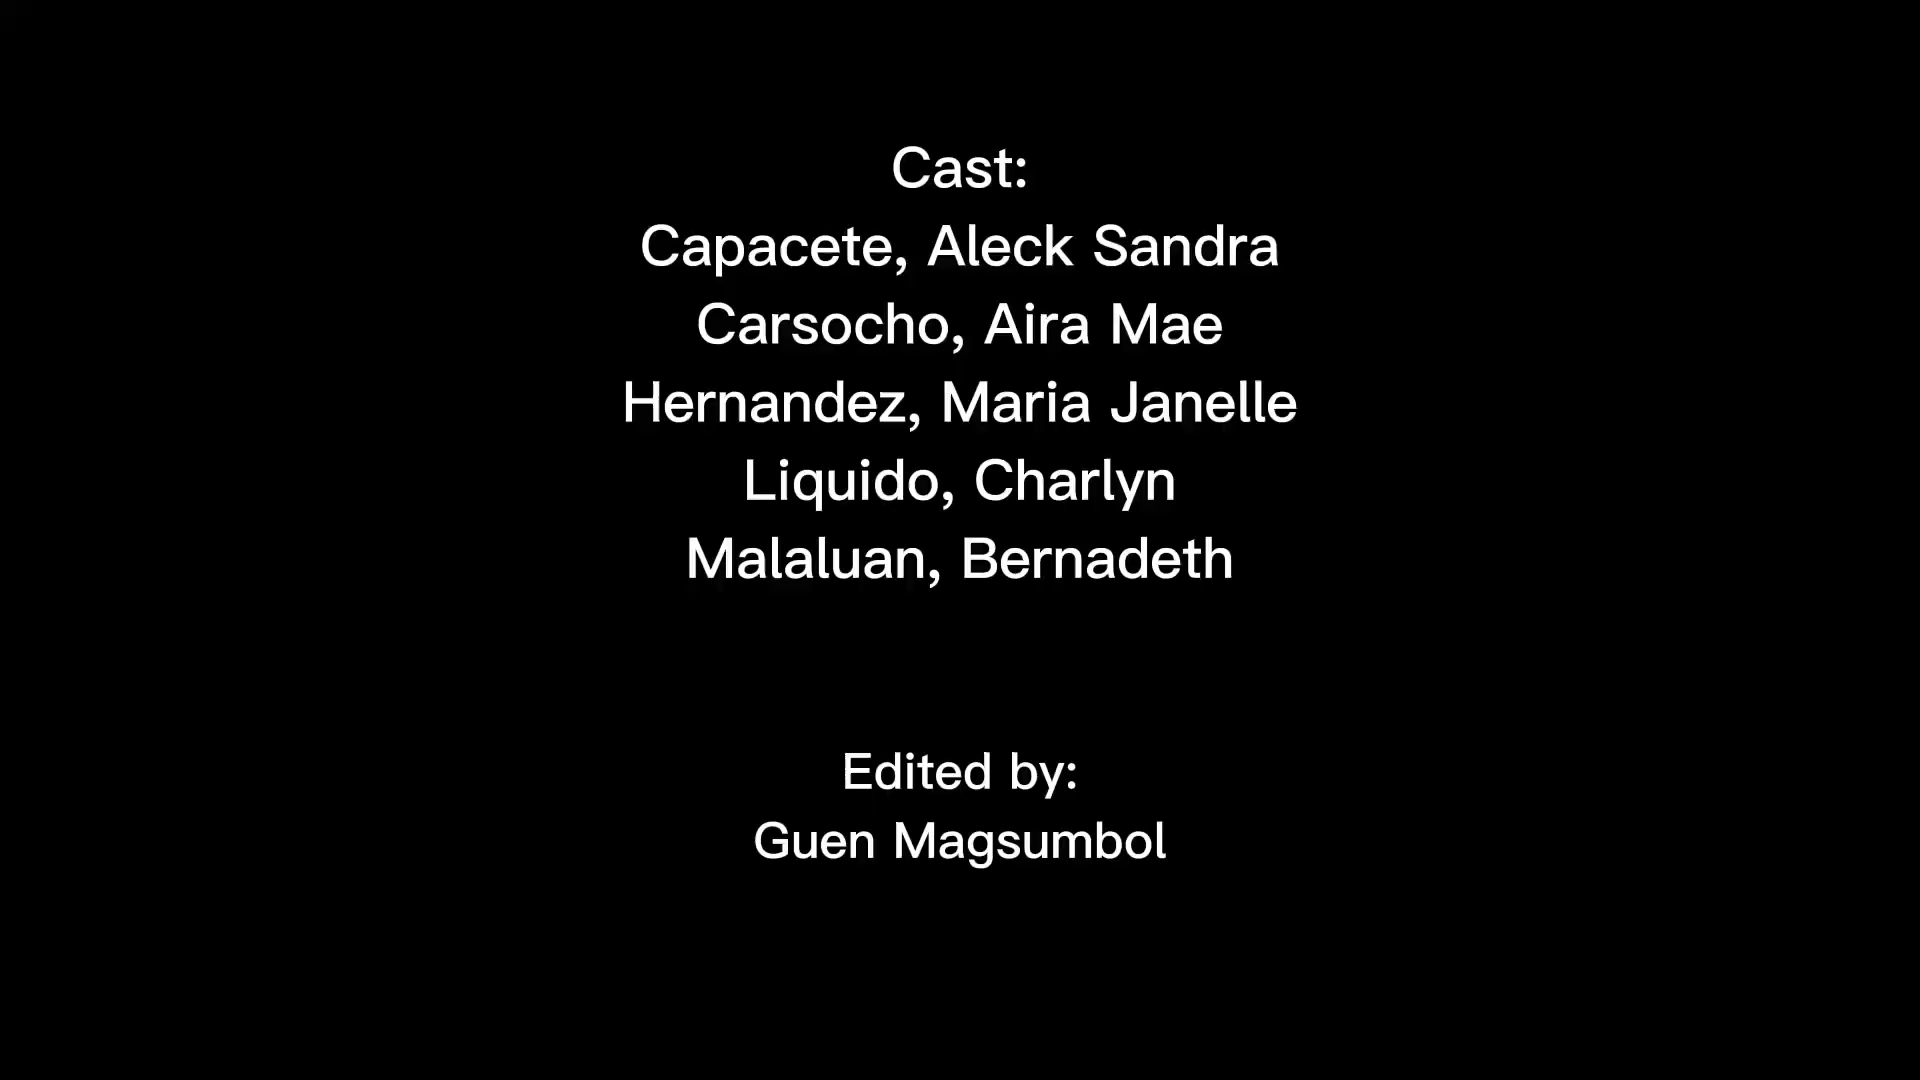 Cast:
Capacete, Aleck Sandra
Carsocho, Aira Mae
Hernandez, Maria Janelle
Liquido, Charlyn
Malaluan, Bernadeth
Edited by:
Guen Magsumbol